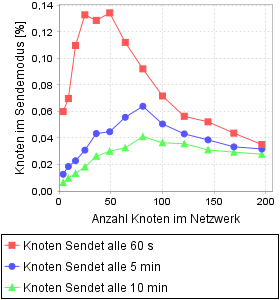 Knoten im Sendemodus [%]
0,14
0,12
0,10
0,08
0,06
0,04
0,02
0,00
0 50 100 150 200
Anzahl Knoten im Netzwerk
Knoten Sendet alle 60 s
Knoten Sendet alle 5 min
Knoten Sendet alle 10 min